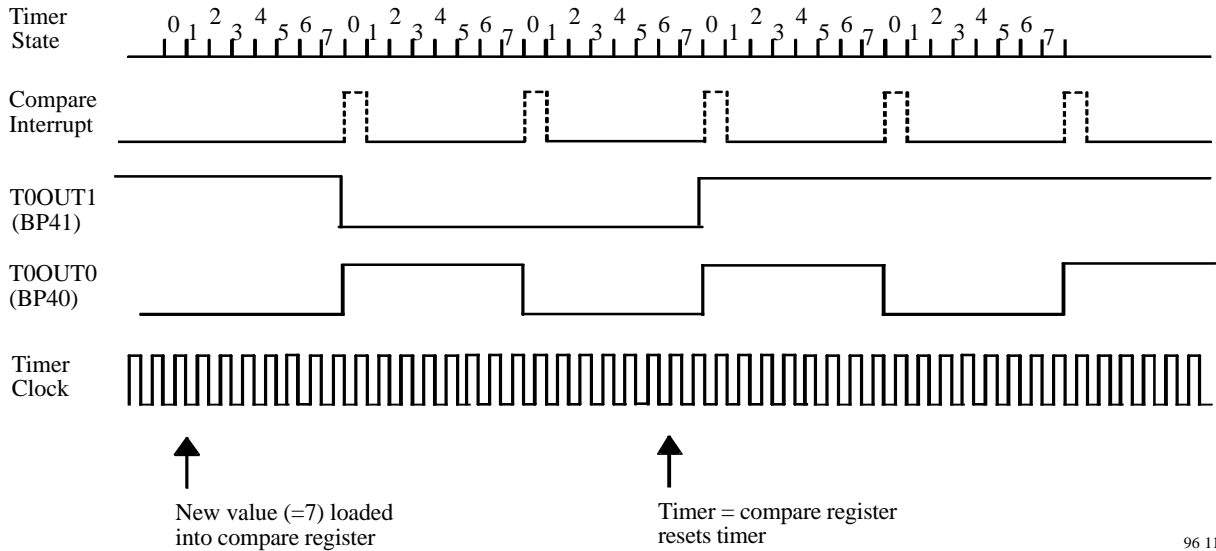 Timer
State
0 1 2 3 4 5 6 7 0 1 2 3 4 5 6 7 0 1 2 3 4 5 6 7 0 1 2 3 4 5 6 7 0 1 2 3 4 5 6 7
Compare
Interrupt
T0OUT1
(BP41)
T0OUT0
(BP40)
Timer
Clock
New value (=7) loaded
into compare register
Timer = compare register
resets timer
96 11